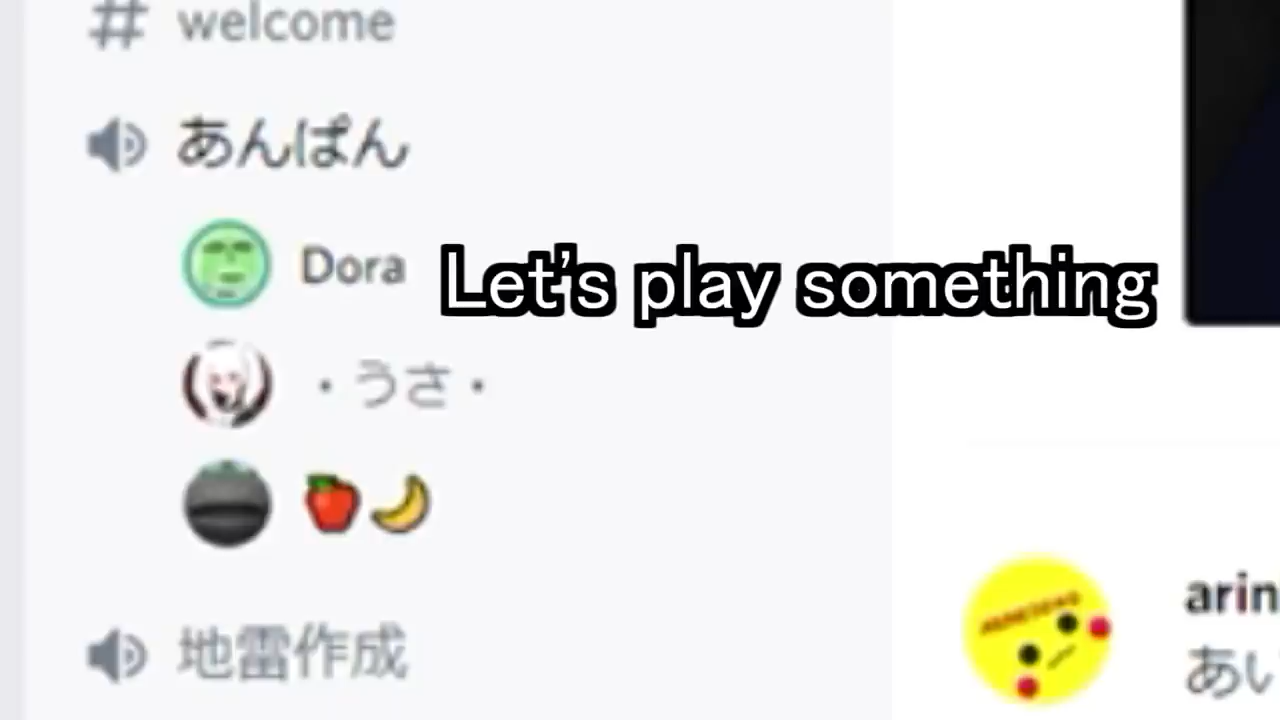 # welcome
あんぱん
Dora
Let's play something
・うさ・
🍎🌙
地雷作成
arin
あい